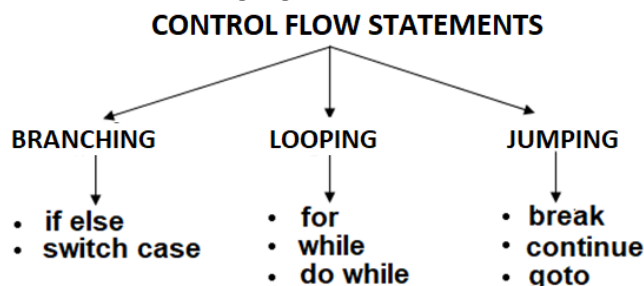 CONTROL FLOW STATEMENTS
BRANCHING
• if else
• switch case
LOOPING
• for
• while
• do while
JUMPING
• break
• continue
• goto